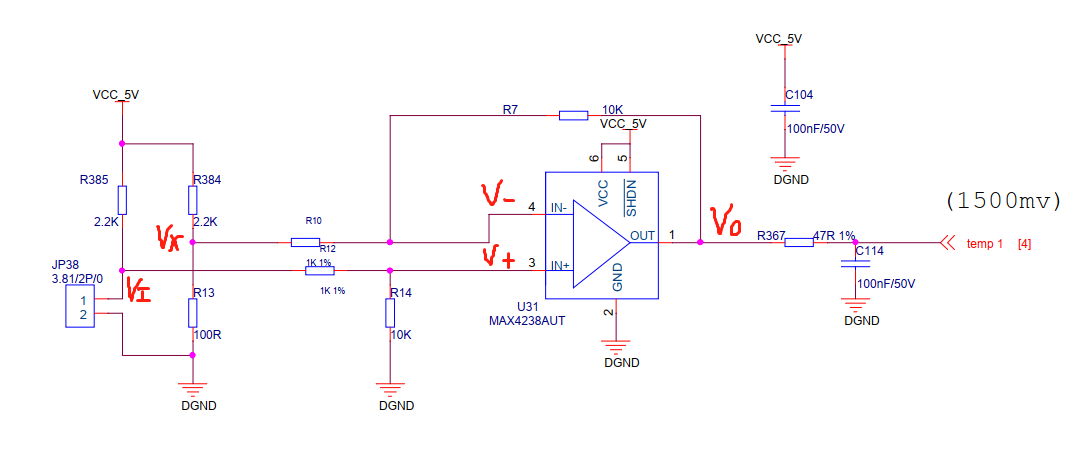 VCC_5V
VCC_5V
C104
100nF/50V
DGND
R7
10K
VCC_5V
R385
2.2K
R384
2.2K
VX
R10
R12
1K 1%
1K 1%
V-
V+
4
IN-
3
IN+
6
VCC
5
SHDN
OUT
1
GND
2
U31
MAX4238AUT
DGND
Vo
R367
47R 1%
C114
100nF/50V
DGND
(1500mv)
temp 1
[4]
JP38
3.81/2P/0
1
2
VI
R13
100R
DGND
R14
10K
DGND